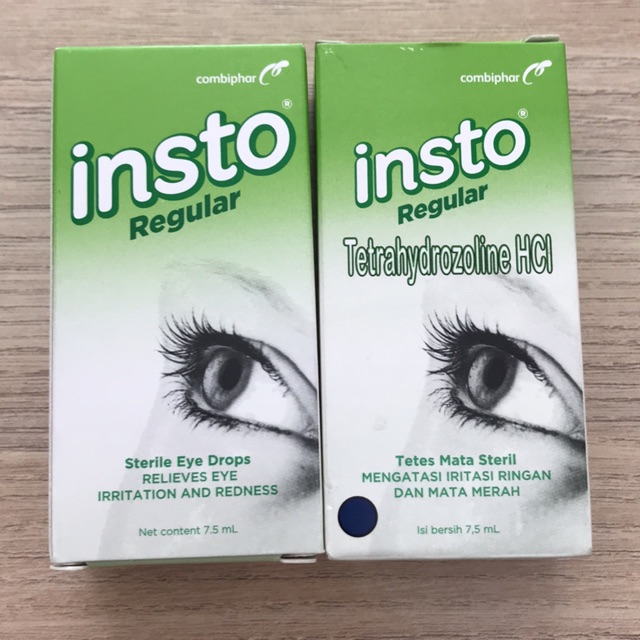 combiphar
insto®
Regular
Sterile Eye Drops
RELIEVES EYE
IRRITATION AND REDNESS
Net content 7.5 mL
combiphar
insto®
Regular
Tetrahydrozoline HCl
Tetes Mata Steril
MENGATASI IRITASI RINGAN
DAN MATA MERAH
Isi bersih 7,5 mL